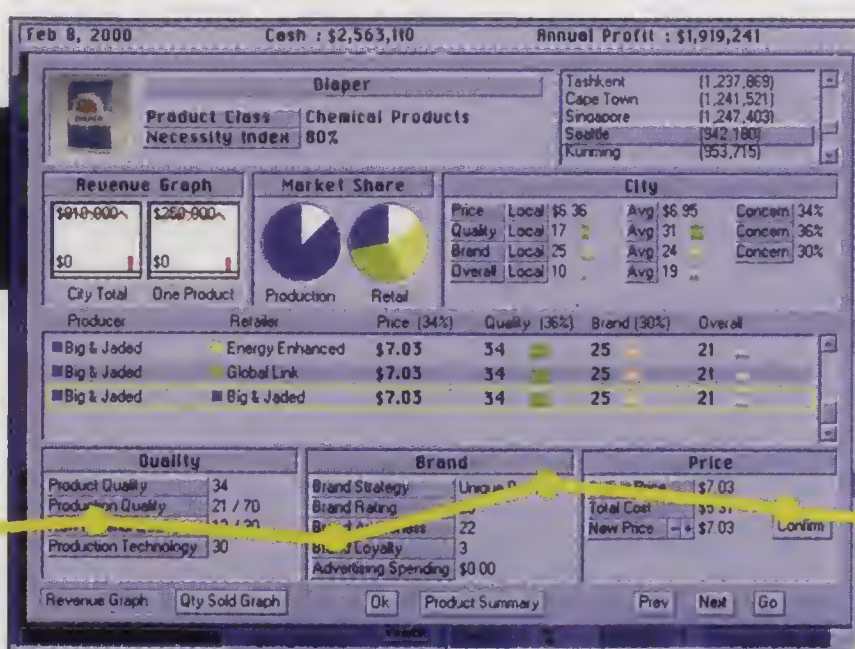 Feb 8, 2000 Cash : $2,563,110 Annual Profit : $1,919,241
Diaper
Product Class Chemical Products
Necessity Index 80%
Tashkent (1,237,869)
Cape Town (1,241,521)
Singapore (1,247,403)
Seattle (942,180)
Kunming (953,715)
Revenue Graph
$0 $0
City Total One Product
Market Share
Production Retail
City
Price Local $6.36 Avg $6.95 Concern 34%
Quality Local 17 Avg 31 Concern 36%
Brand Local 25 Avg 24 Concern 30%
Overall Local 10 Avg 19
Producer Retailer Price (34%) Quality (36%) Brand (30%) Overall
Big & Jaded Energy Enhanced $7.03 34 25 21
Big & Jaded Global Link $7.03 34 25 21
Big & Jaded Big & Jaded $7.03 34 25 21
Quality
Product Quality 34
Production Quality 21 / 70
Production Technology 30
Brand
Brand Strategy Unique
Brand Rating
22
Brand Loyalty 3
Advertising Spending $0.00
Price
Price $7.03
Total Cost
New Price - + $7.03 Confirm
Revenue Graph Qty Sold Graph Ok Product Summary Prev Next Go